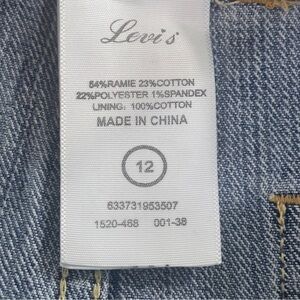 Levi's
54%RAMIE 23%COTTON
22%POLYESTER 1%SPANDEX
LINING: 100%COTTON
MADE IN CHINA
12
633731953507
1520-468 001-38